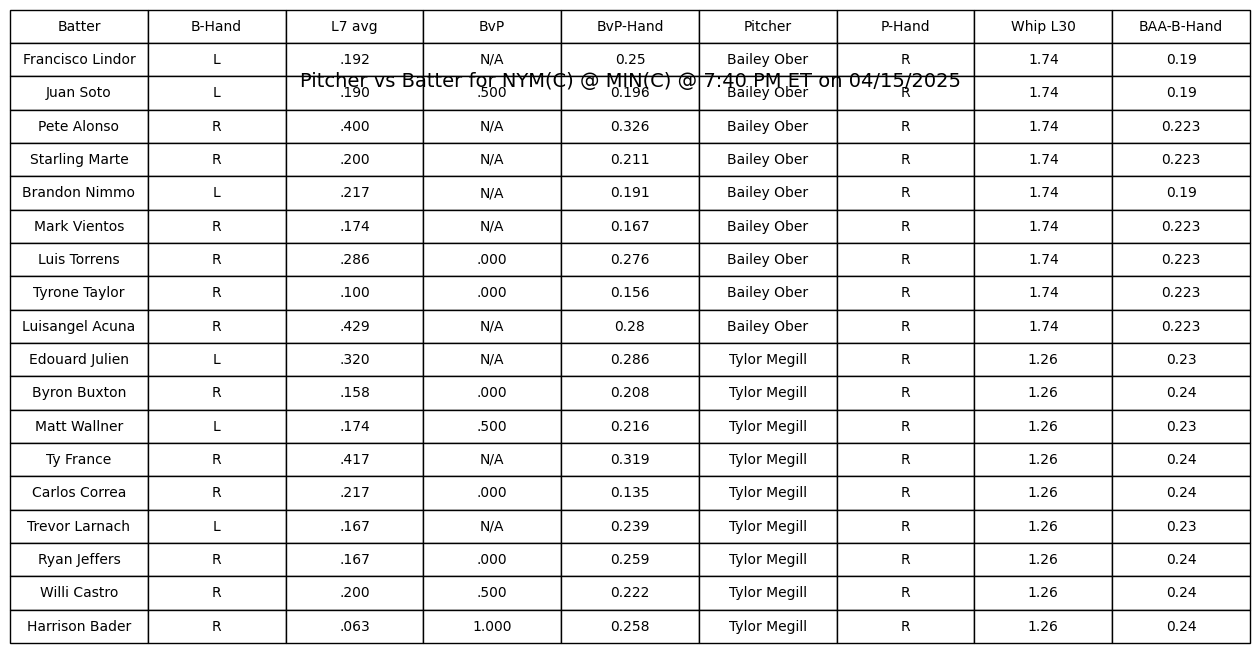 Batter B-Hand L7 avg BvP BvP-Hand Pitcher P-Hand Whip L30 BAA-B-Hand
Francisco Lindor L .192 N/A 0.25 Bailey Ober R 1.74 0.19
Pitcher vs Batter for NYM(C) @ MIN(C) @ 7:40 PM ET on 04/15/2025
Juan Soto L .190 .500 0.196 Bailey Ober R 1.74 0.19
Pete Alonso R .400 N/A 0.326 Bailey Ober R 1.74 0.223
Starling Marte R .200 N/A 0.211 Bailey Ober R 1.74 0.223
Brandon Nimmo L .217 N/A 0.191 Bailey Ober R 1.74 0.19
Mark Vientos R .174 N/A 0.167 Bailey Ober R 1.74 0.223
Luis Torrens R .286 .000 0.276 Bailey Ober R 1.74 0.223
Tyrone Taylor R .100 .000 0.156 Bailey Ober R 1.74 0.223
Luisangel Acuna R .429 N/A 0.28 Bailey Ober R 1.74 0.223
Edouard Julien L .320 N/A 0.286 Tylor Megill R 1.26 0.23
Byron Buxton R .158 .000 0.208 Tylor Megill R 1.26 0.24
Matt Wallner L .174 .500 0.216 Tylor Megill R 1.26 0.23
Ty France R .417 N/A 0.319 Tylor Megill R 1.26 0.24
Carlos Correa R .217 .000 0.135 Tylor Megill R 1.26 0.24
Trevor Larnach L .167 N/A 0.239 Tylor Megill R 1.26 0.23
Ryan Jeffers R .167 .000 0.259 Tylor Megill R 1.26 0.24
Willi Castro R .200 .500 0.222 Tylor Megill R 1.26 0.24
Harrison Bader R .063 1.000 0.258 Tylor Megill R 1.26 0.24